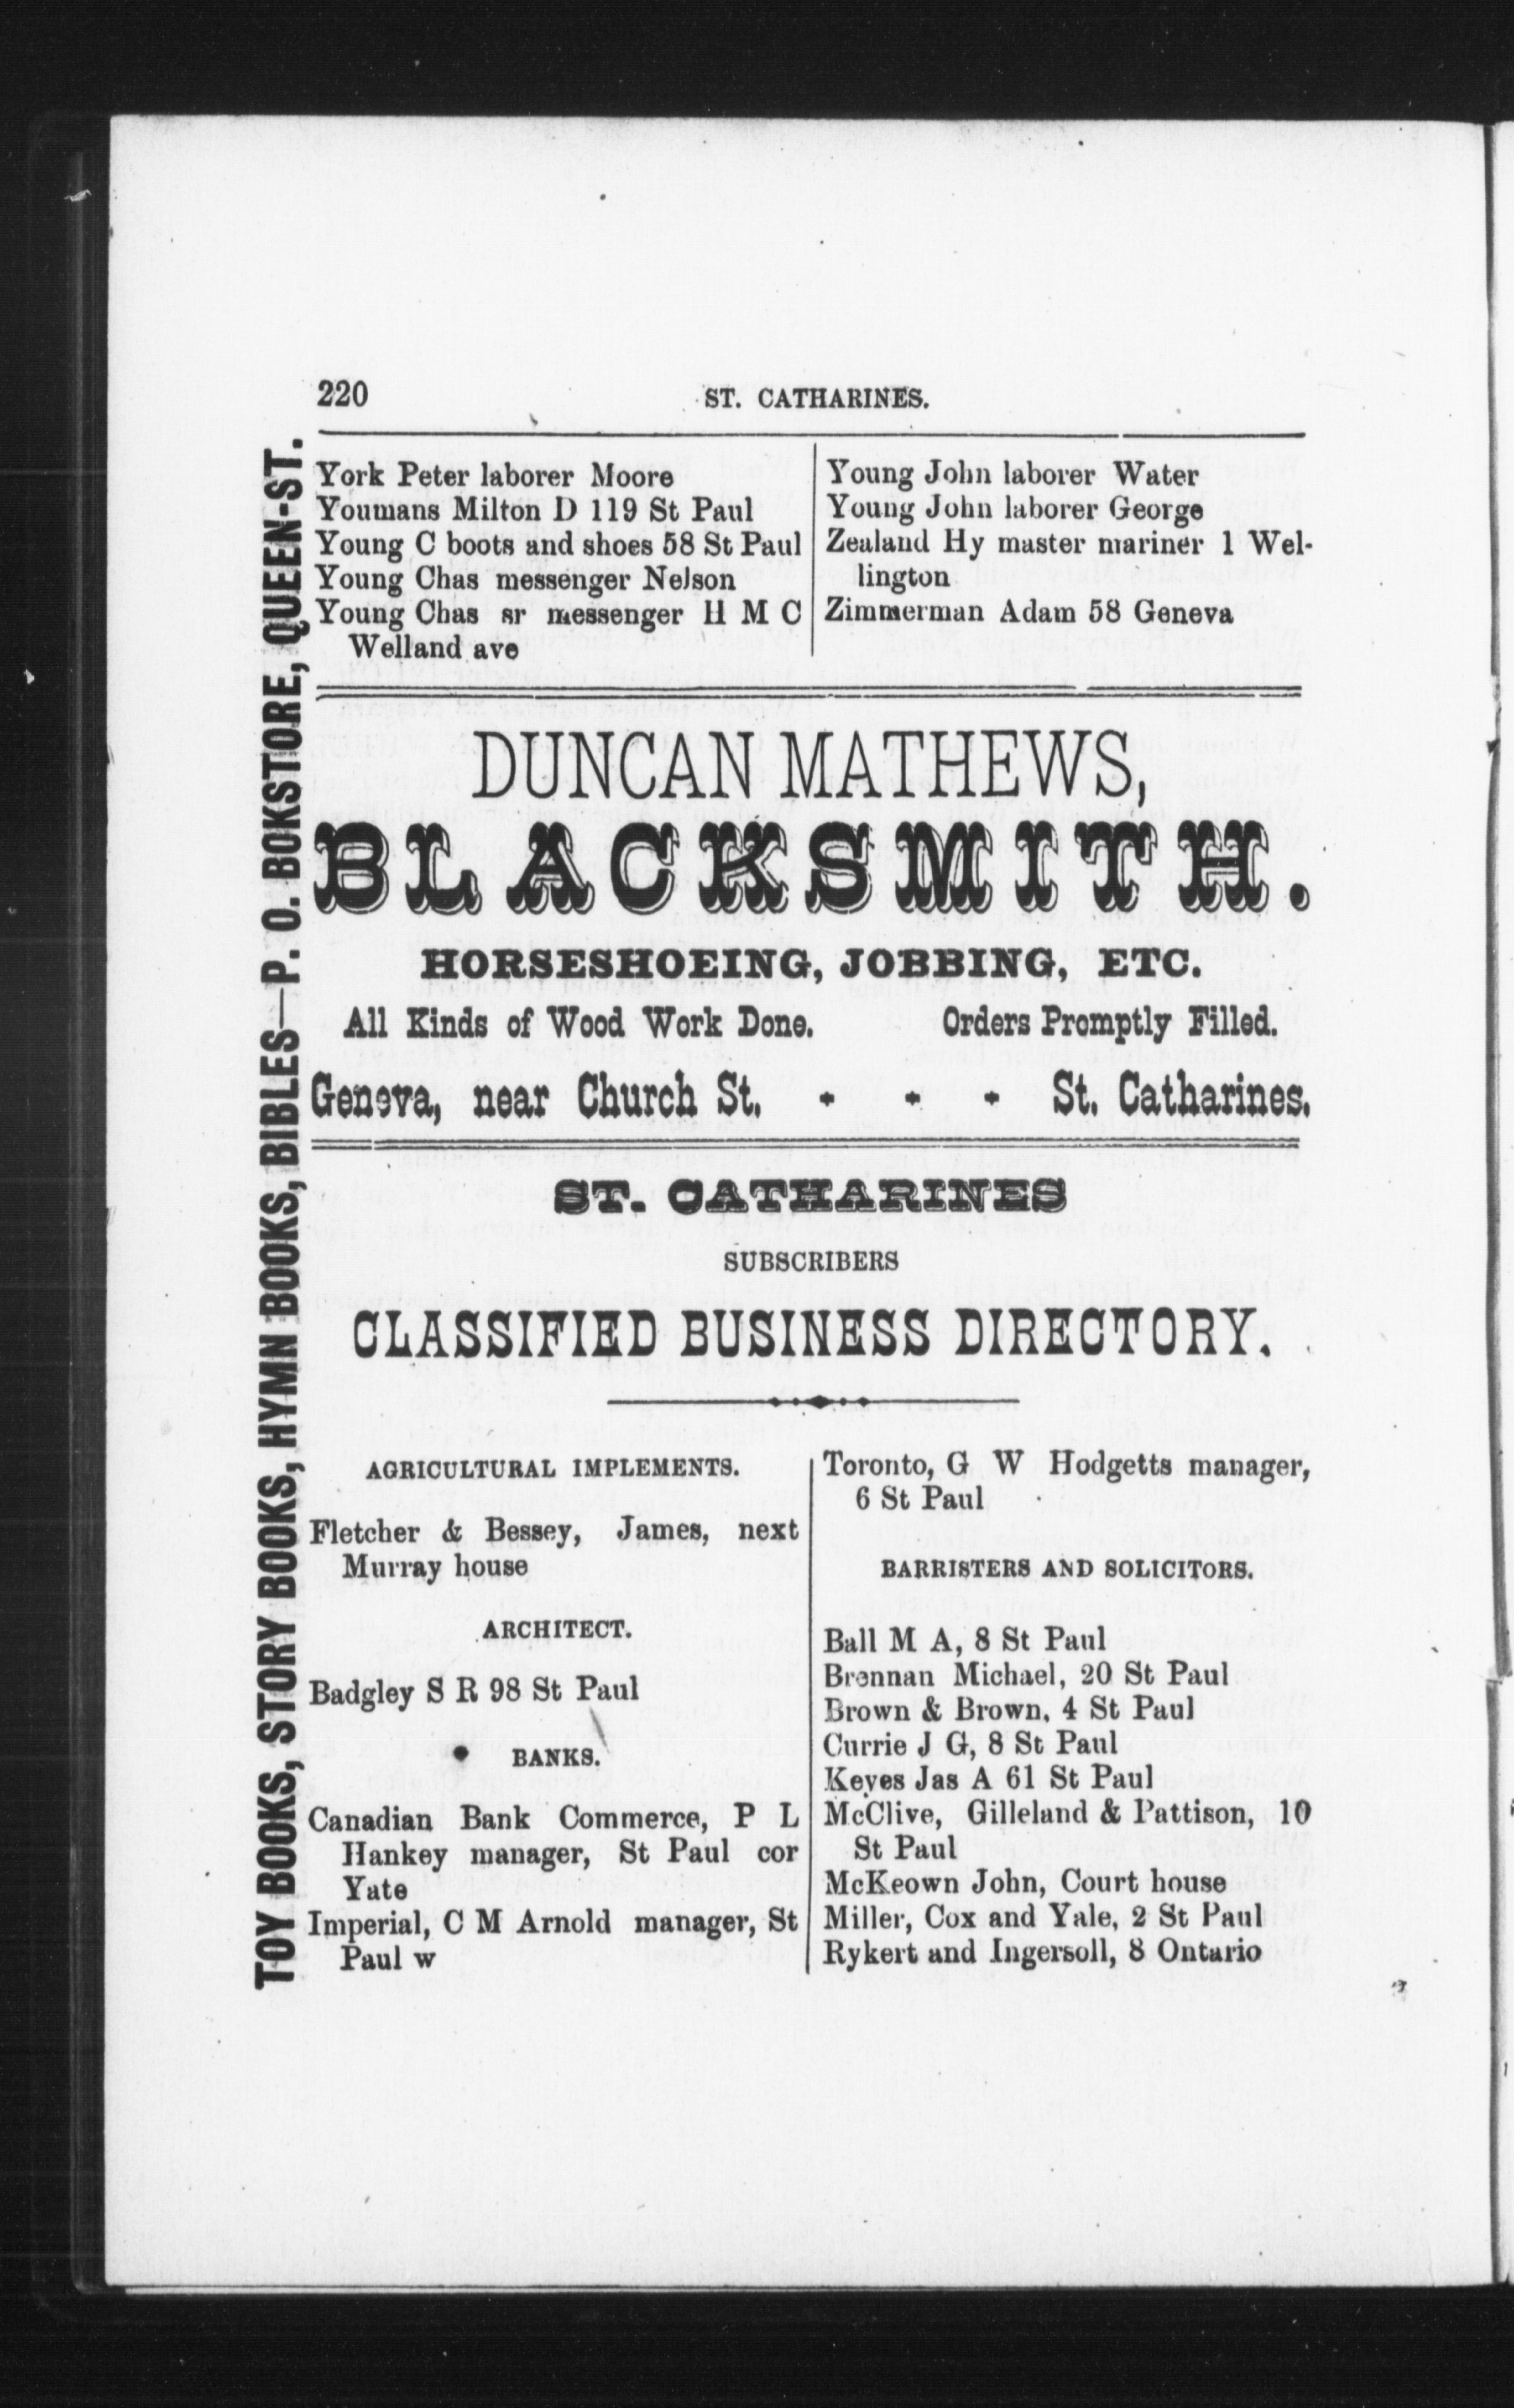 220
ST. CATHARINES.
York Peter laborer Moore
Youmans Milton D 119 St Paul
Young C boots and shoes 58 St Paul
Young Chas messenger Nelson
Young Chas sr messenger H M C
Welland ave
Young John laborer Water
Young John laborer George
Zealand Hy master mariner 1 Wel-
lington
Zimmerman Adam 58 Geneva
DUNCAN MATHEWS,
BLACKSMITH.
HORSESHOEING, JOBBING, ETC.
All Kinds of Wood Work Done. Orders Promptly Filled.
Geneva, near Church St. - - - St. Catharines.
ST. CATHARINES
SUBSCRIBERS
CLASSIFIED BUSINESS DIRECTORY.
AGRICULTURAL IMPLEMENTS.
Fletcher & Bessey, James, next
Murray house
ARCHITECT.
Badgley S R 98 St Paul
BANKS.
Canadian Bank Commerce, P L
Hankey manager, St Paul cor
Yate
Imperial, C M Arnold manager, St
Paul w
Toronto, G W Hodgetts manager,
6 St Paul
BARRISTERS AND SOLICITORS.
Ball M A, 8 St Paul
Brennan Michael, 20 St Paul
Brown & Brown, 4 St Paul
Currie J G, 8 St Paul
Keyes Jas A 61 St Paul
McClive, Gilleland & Pattison, 10
St Paul
McKeown John, Court house
Miller, Cox and Yale, 2 St Paul
Rykert and Ingersoll, 8 Ontario
TOY BOOKS, STORY BOOKS, HYMN BOOKS, BIBLES—P. O. BOKSTORE, QUEEN-ST.